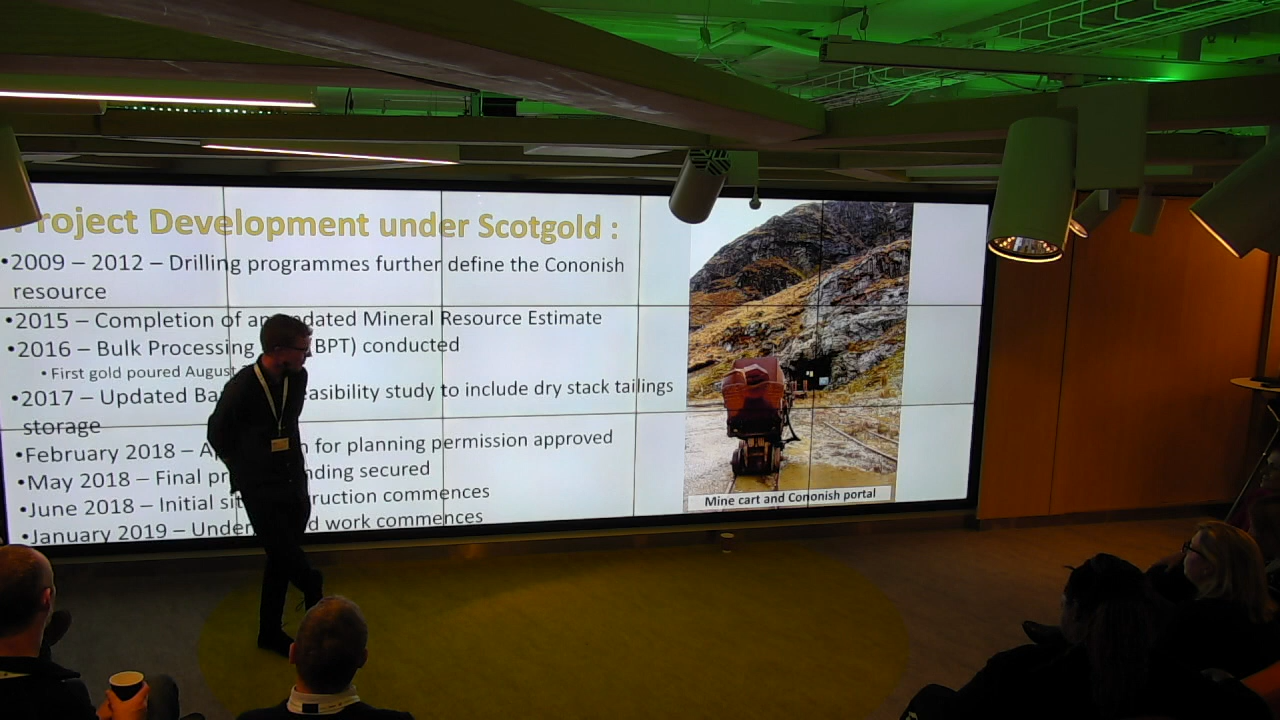 roject Development under Scotgold :
•2009 – 2012 – Drilling programmes further define the Cononish
resource
•2015 – Completion of an dated Mineral Resource Estimate
•2016 – Bulk Processing (BPT) conducted
•First gold poured August
•2017 – Updated Ba easibility study to include dry stack tailings
storage
•February 2018 – A n for planning permission approved
•May 2018 – Final pr nding secured
•June 2018 – Initial sit ruction commences
•January 2019 – Under d work commences
Mine cart and Cononish portal